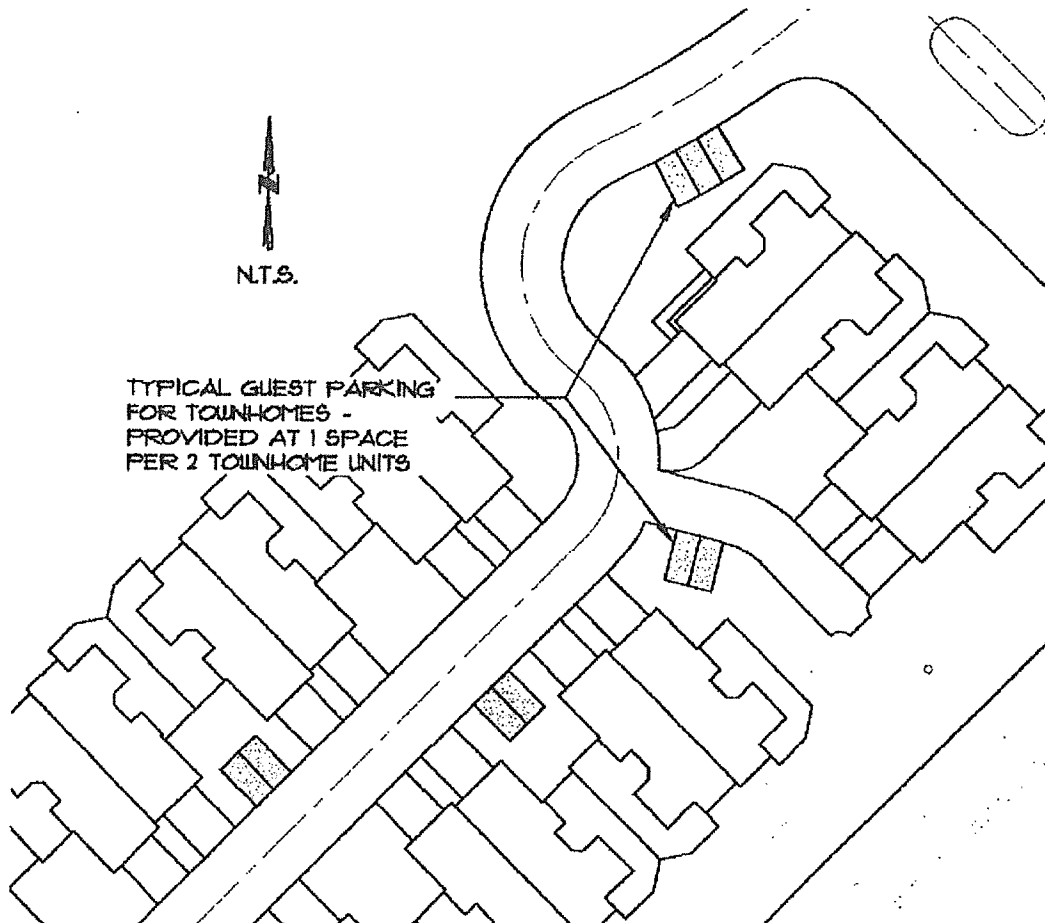 N
N.T.S.
TYPICAL GUEST PARKING
FOR TOWNHOMES -
PROVIDED AT 1 SPACE
PER 2 TOWNHOME UNITS